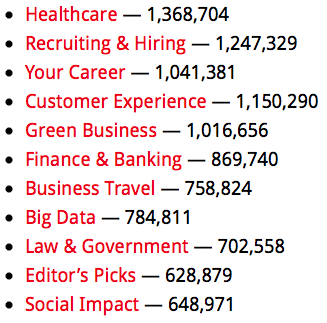 Healthcare — 1,368,704
Recruiting & Hiring — 1,247,329
Your Career — 1,041,381
Customer Experience — 1,150,290
Green Business — 1,016,656
Finance & Banking — 869,740
Business Travel — 758,824
Big Data — 784,811
Law & Government — 702,558
Editor’s Picks — 628,879
Social Impact — 648,971